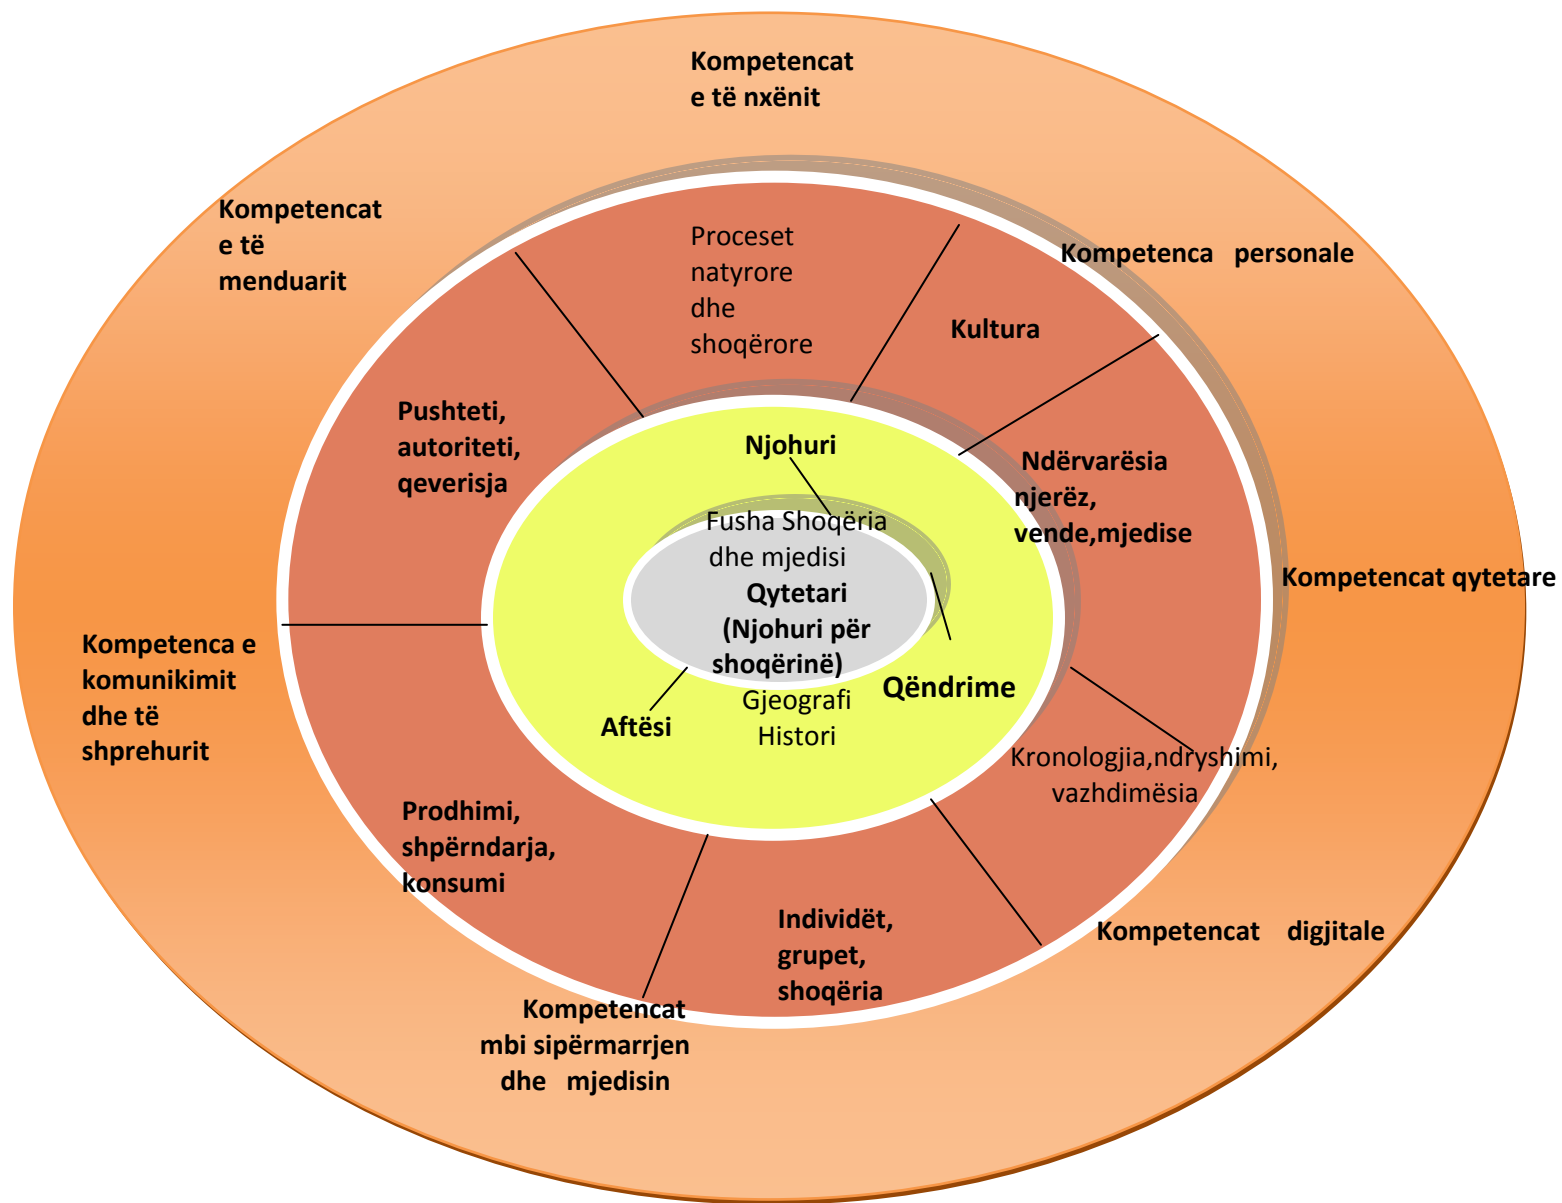 Kompetencat
e të nxënit
Kompetencat
e të
menduarit
Kompetenca personale
Proceset
natyrore
dhe
shoqërore
Kultura
Pushteti,
autoriteti,
qeverisja
Njohuri
Ndërvarësia
njerëz,
vende,mjedise
Fusha Shoqëria
dhe mjedisi
Qytetari
(Njohuri për
shoqërinë)
Gjeografi
Histori
Kompetencat qytetare
Kompetenca e
komunikimit
dhe të
shprehurit
Qëndrime
Aftësi
Kronologjia,ndryshimi,
vazhdimësia
Prodhimi,
shpërndarja,
konsumi
Individët,
grupet,
shoqëria
Kompetencat digjitale
Kompetencat
mbi sipërmarrjen
dhe mjedisin